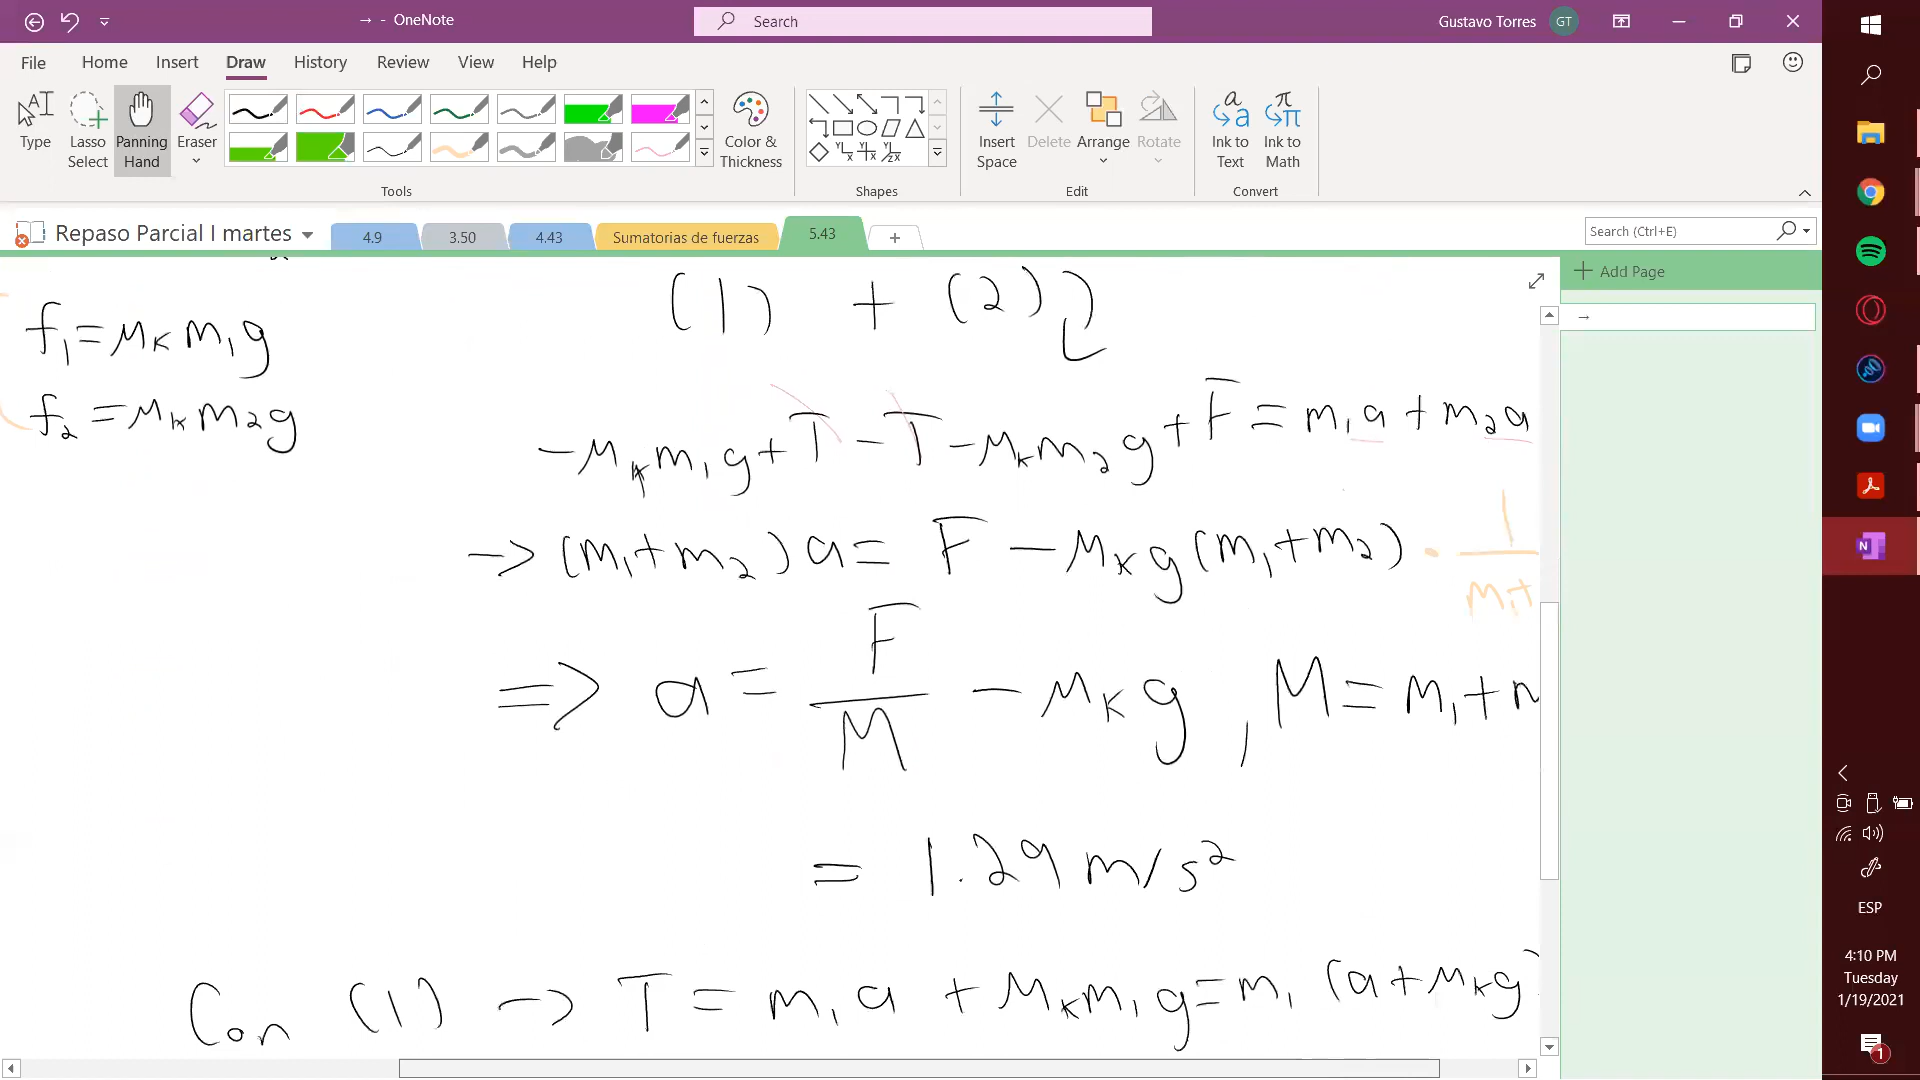 → - OneNote
Search
Gustavo Torres GT
File Home Insert Draw History Review View Help
Type
Lasso Select
Panning Hand
Eraser
Color & Thickness
Insert Space
Delete
Arrange
Rotate
Ink to Text
Ink to Math
Tools
Shapes
Edit
Convert
Repaso Parcial I martes
4.9
3.50
4.43
Sumatorias de fuerzas
5.43
Search (Ctrl+E)
Add Page
→
(1) + (2)
f₁ = μₖ m₁ g
f₂ = μₖ m₂ g
-μₖ m₁ g + T - T - μₖ m₂ g + F = m₁ a + m₂ a
→ (m₁ + m₂) a = F - μₖ g (m₁ + m₂) · 1/m₁+
⇒ a = F/M - μₖ g , M = m₁ +
= 1.29 m/s²
Con (1) → T = m₁ a + μₖ m₁ g = m₁ (a + μₖ g)
ESP
4:10 PM
Tuesday
1/19/2021
1